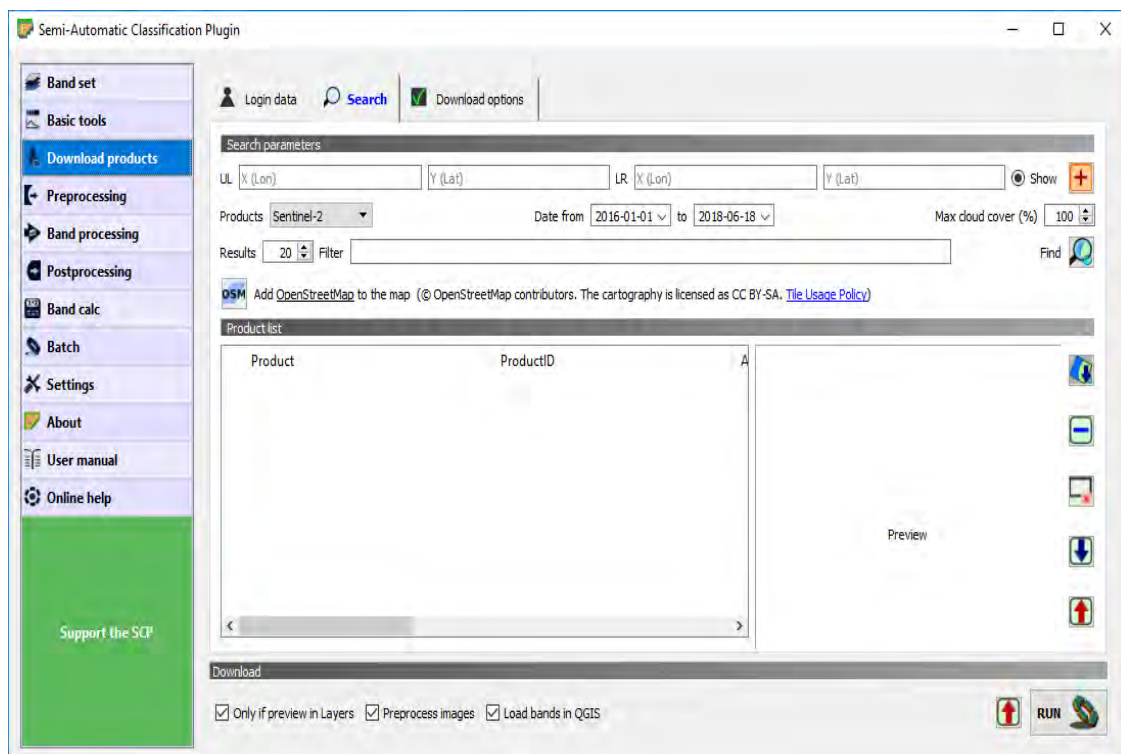 Semi-Automatic Classification Plugin
Band set
Basic tools
Download products
Preprocessing
Band processing
Postprocessing
Band calc
Batch
Settings
About
User manual
Online help
Support the SCP
Login data Search Download options
Search parameters
UL X (Lon) Y (Lat) LR X (Lon) Y (Lat) Show
Products Sentinel-2 Date from 2016-01-01 to 2018-06-18 Max cloud cover (%) 100
Results 20 Filter Find
OSM Add OpenStreetMap to the map (© OpenStreetMap contributors. The cartography is licensed as CC BY-SA. Tile Usage Policy)
Product list
Product ProductID A
Preview
Download
Only if preview in Layers Preprocess images Load bands in QGIS RUN